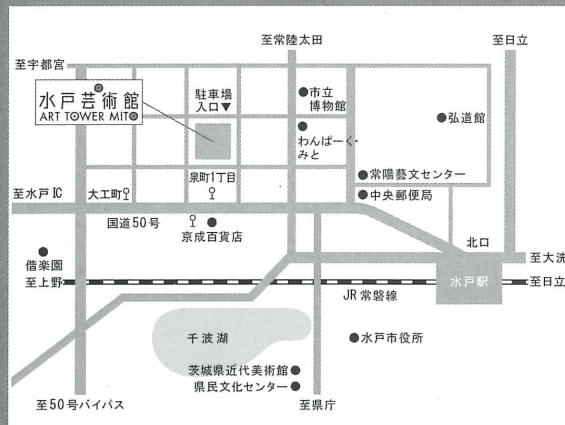 至常陸太田
至日立
至宇都宮
水戸芸術館
ART TOWER MITO
駐車場
入口▼
市立
博物館
弘道館
わんぱーく・
みと
泉町1丁目
常陽藝文センター
至水戸IC
大工町
中央郵便局
国道50号
京成百貨店
北口
偕楽園
至大洗
至上野
水戸駅
至日立
JR常磐線
千波湖
水戸市役所
茨城県近代美術館
県民文化センター
至50号バイパス
至県庁